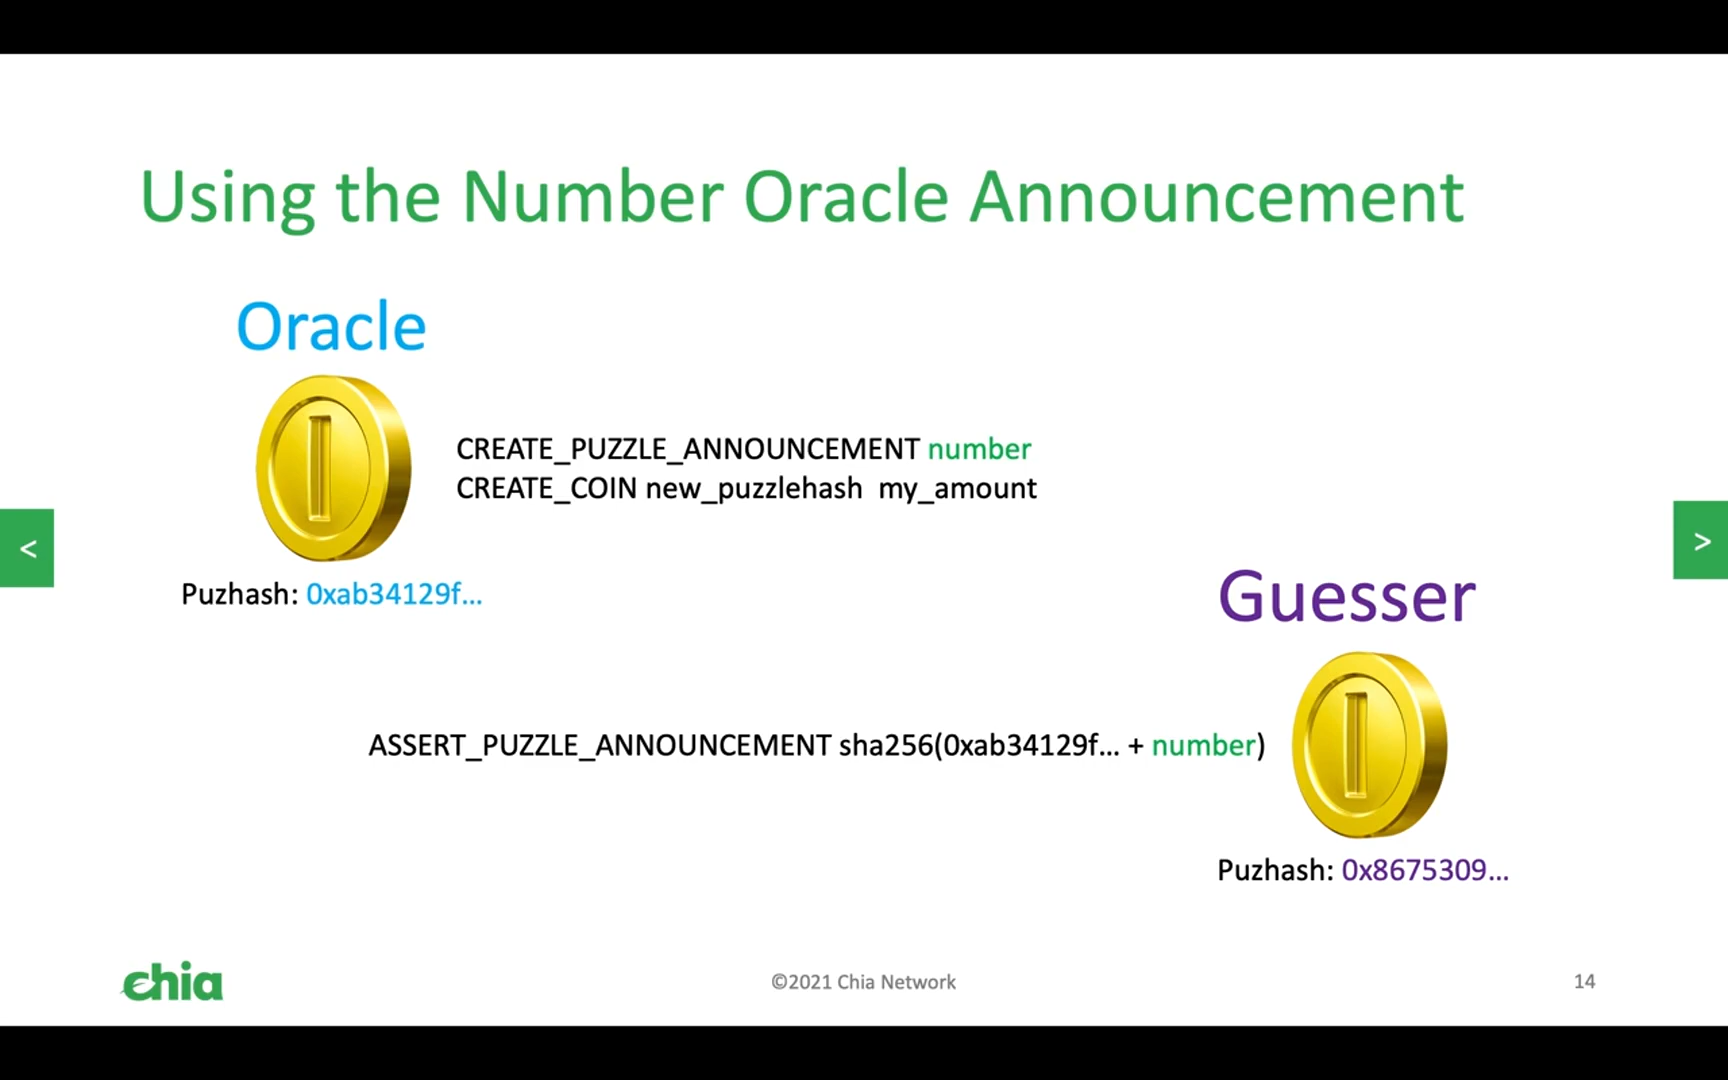 Using the Number Oracle Announcement
Oracle
CREATE_PUZZLE_ANNOUNCEMENT number
CREATE_COIN new_puzzlehash my_amount
<
>
Puzhash: 0xab34129f...
Guesser
ASSERT_PUZZLE_ANNOUNCEMENT sha256(0xab34129f... + number)
Puzhash: 0x8675309...
chia
©2021 Chia Network
14